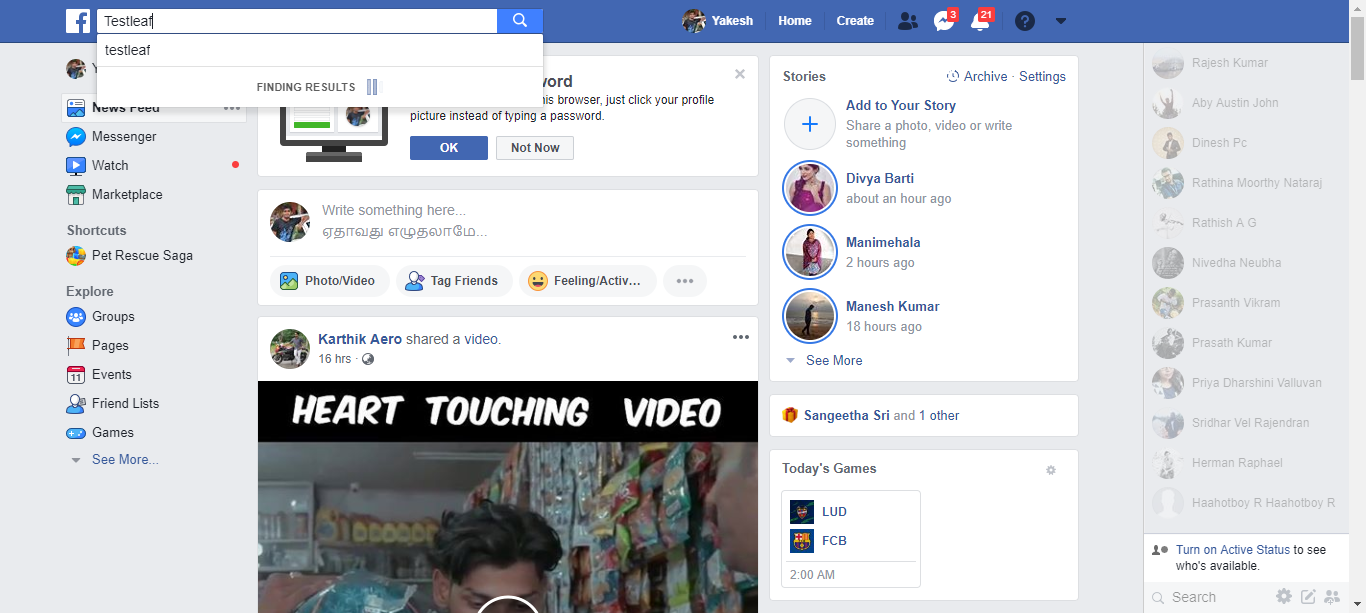 Testleaf
Yakesh
Home
Create
3
21
testleaf
FINDING RESULTS
News Feed
Messenger
Watch
Marketplace
Shortcuts
Pet Rescue Saga
Explore
Groups
Pages
11
Events
Friend Lists
Games
See More...
this browser, just click your profile
picture instead of typing a password.
OK
Not Now
Write something here...
ஏதாவது எழுதலாமே...
Photo/Video
Tag Friends
Feeling/Activ...
Karthik Aero shared a video.
16 hrs ·
HEART TOUCHING VIDEO
Stories
Archive · Settings
Add to Your Story
Share a photo, video or write
something
Divya Barti
about an hour ago
Manimehala
2 hours ago
Manesh Kumar
18 hours ago
See More
Sangeetha Sri and 1 other
Today's Games
LUD
FCB
2:00 AM
Rajesh Kumar
Aby Austin John
Dinesh Pc
Rathina Moorthy Nataraj
Rathish A G
Nivedha Neubha
Prasanth Vikram
Prasath Kumar
Priya Dharshini Valluvan
Sridhar Vel Rajendran
Herman Raphael
Haahotboy R Haahotboy R
Turn on Active Status to see
who's available.
Search